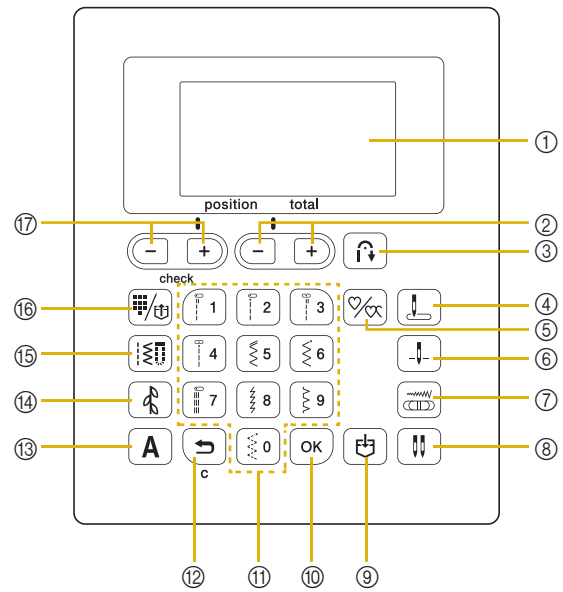 ①
position total
⑰ − + − + ②
③
check
⑯ 1 2 3 ④
⑤
⑮ 4 5 6 ⑥
⑭ 7 8 9 ⑦
⑬ A 0 OK ⑧
C
⑫ ⑪ ⑩ ⑨